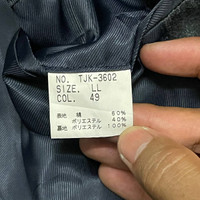 NO. TJK-3602
SIZE. LL
COL. 49
表地 綿 60%
ポリエステル 40%
裏地 ポリエステル 100%